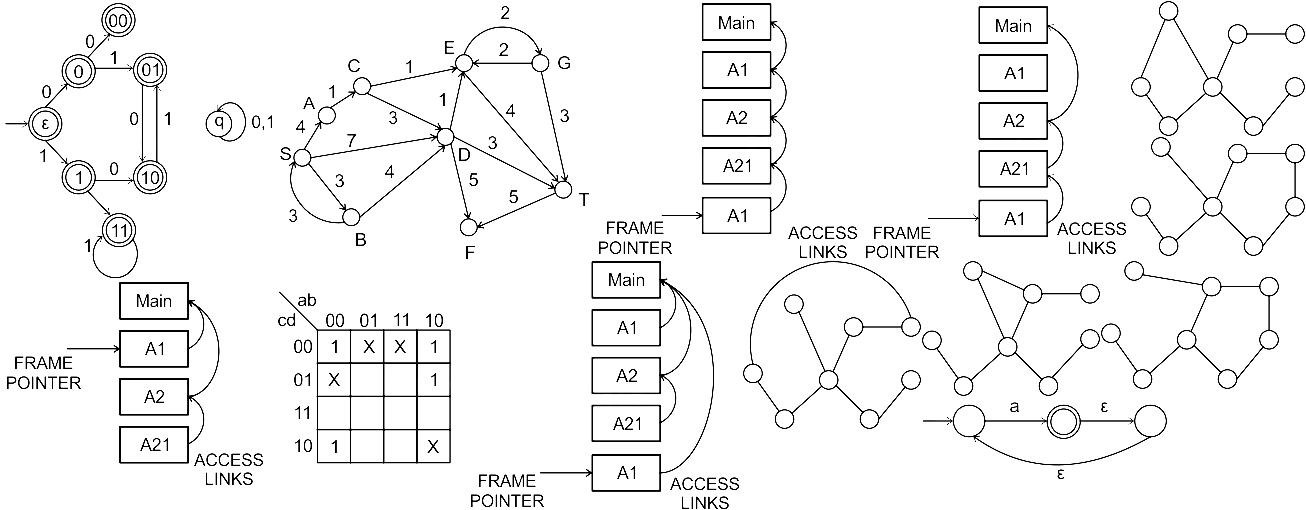 00
0
1
0
01
0
ε
0
1
1
1
0
10
11
1
q
0,1
2
E
2
G
C
1
A
1
4
3
1
4
3
S
7
D
3
3
4
5
5
T
3
B
F
Main
A1
A2
A21
A1
FRAME
POINTER
ACCESS
LINKS
Main
A1
A2
A21
A1
FRAME
POINTER
ACCESS
LINKS
Main
A1
A2
A21
FRAME
POINTER
ACCESS
LINKS
ab
cd
00 01 11 10
00 1 X X 1
01 X 1
11
10 1 X
Main
A1
A2
A21
A1
FRAME
POINTER
ACCESS
LINKS
a
ε
ε